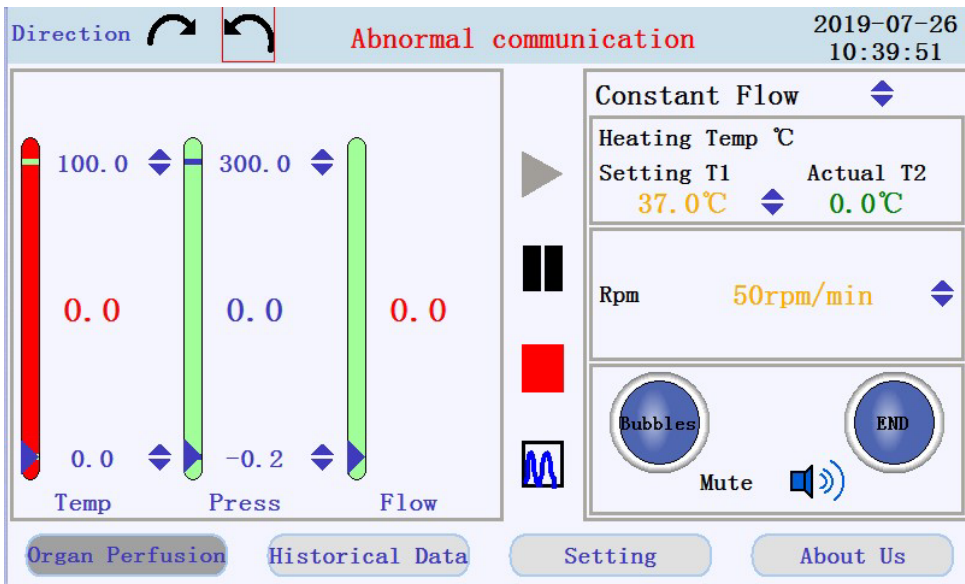 Direction
Abnormal communication
2019-07-26
10:39:51
100.0
300.0
0.0
0.0
0.0
0.0
-0.2
Temp
Press
Flow
Constant Flow
Heating Temp ℃
Setting T1
Actual T2
37.0℃
0.0℃
Rpm
50rpm/min
Bubbles
END
Mute
Organ Perfusion
Historical Data
Setting
About Us